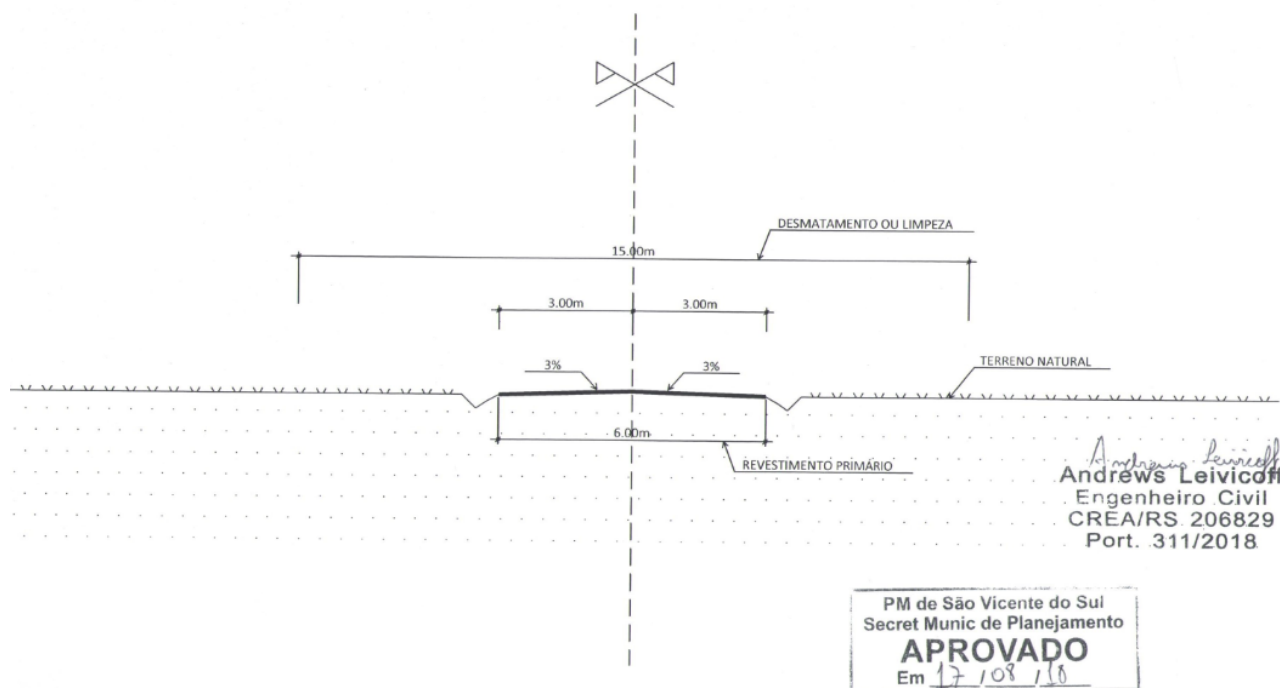 DESMATAMENTO OU LIMPEZA
15.00m
3.00m 3.00m
3% 3%
TERRENO NATURAL
6.00m
REVESTIMENTO PRIMÁRIO
Andrews Leivicoff
Andrews Leivicoff
Engenheiro Civil
CREA/RS 206829
Port. 311/2018
PM de São Vicente do Sul
Secret Munic de Planejamento
APROVADO
Em 17 / 08 / 18